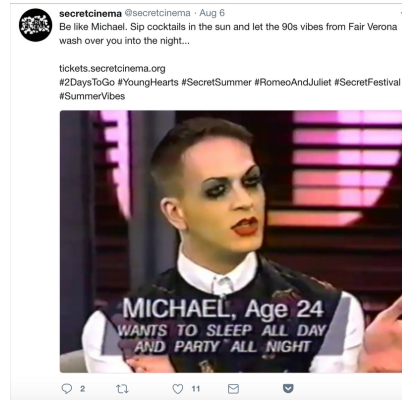 secretcinema @secretcinema · Aug 6
Be like Michael. Sip cocktails in the sun and let the 90s vibes from Fair Verona
wash over you into the night...
tickets.secretcinema.org
#2DaysToGo #YoungHearts #SecretSummer #RomeoAndJuliet #SecretFestival
#SummerVibes
MICHAEL, Age 24
WANTS TO SLEEP ALL DAY
AND PARTY ALL NIGHT
2
11